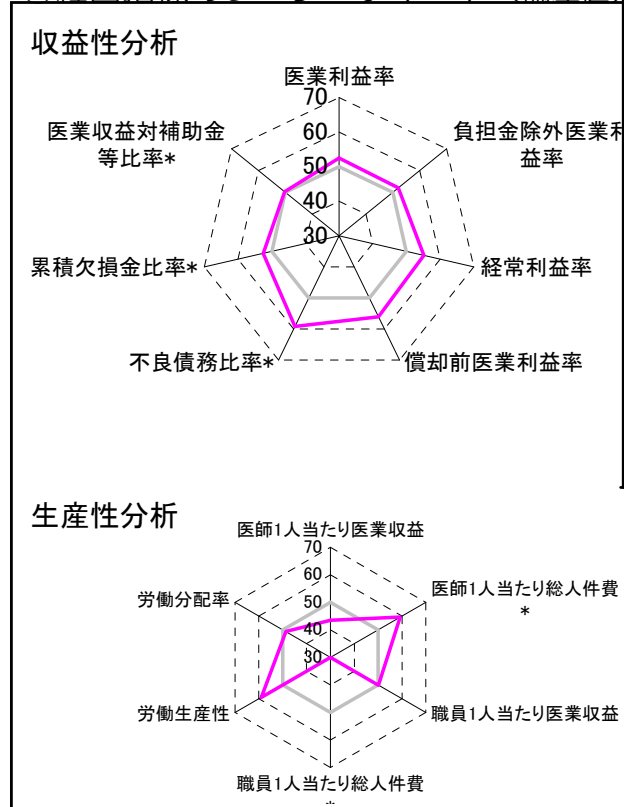 収益性分析
医業利益率
70
60
50
40
30
負担金除外医業利
益率
経常利益率
償却前医業利益率
不良債務比率*
累積欠損金比率*
医業収益対補助金
等比率*
生産性分析
医師1人当たり医業収益
70
60
50
40
30
医師1人当たり総人件費
*
職員1人当たり医業収益
職員1人当たり総人件費
*
労働生産性
労働分配率